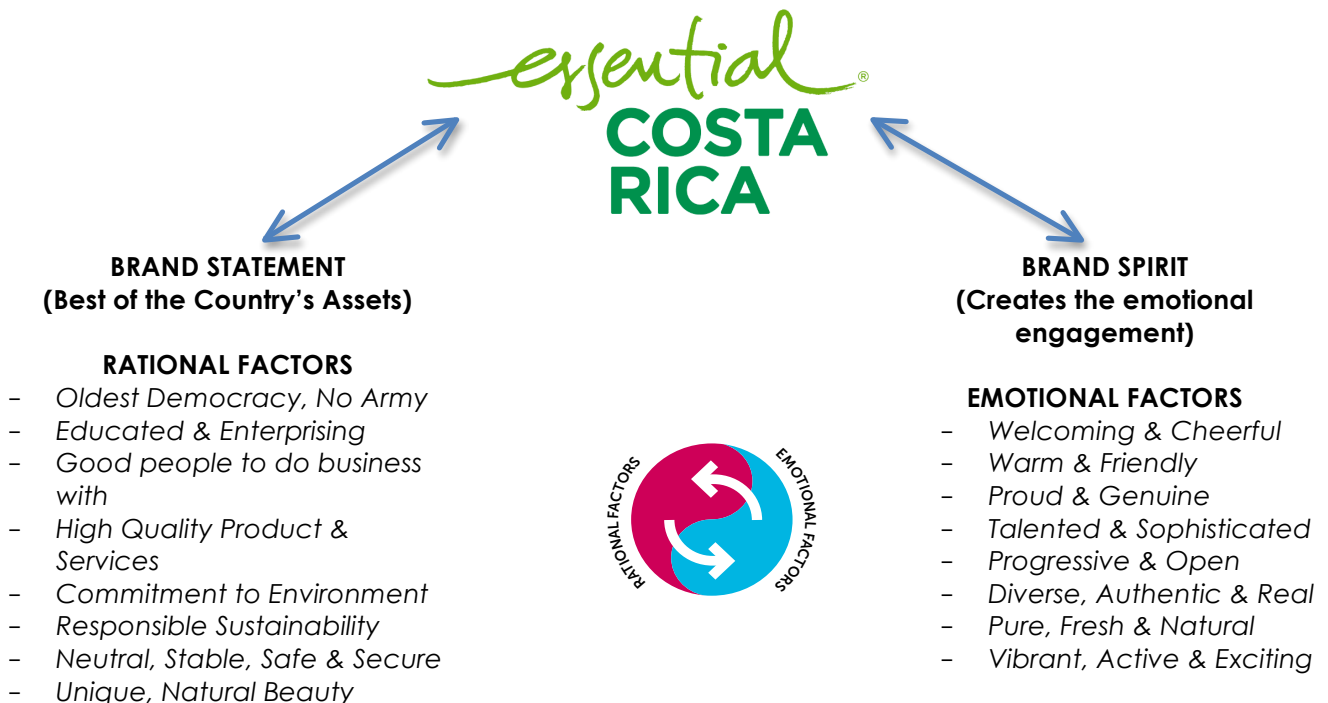 essential ®
COSTA
RICA
BRAND STATEMENT
(Best of the Country’s Assets)
RATIONAL FACTORS
- Oldest Democracy, No Army
- Educated & Enterprising
- Good people to do business
with
- High Quality Product &
Services
- Commitment to Environment
- Responsible Sustainability
- Neutral, Stable, Safe & Secure
- Unique, Natural Beauty
RATIONAL FACTORS
EMOTIONAL FACTORS
BRAND SPIRIT
(Creates the emotional
engagement)
EMOTIONAL FACTORS
- Welcoming & Cheerful
- Warm & Friendly
- Proud & Genuine
- Talented & Sophisticated
- Progressive & Open
- Diverse, Authentic & Real
- Pure, Fresh & Natural
- Vibrant, Active & Exciting